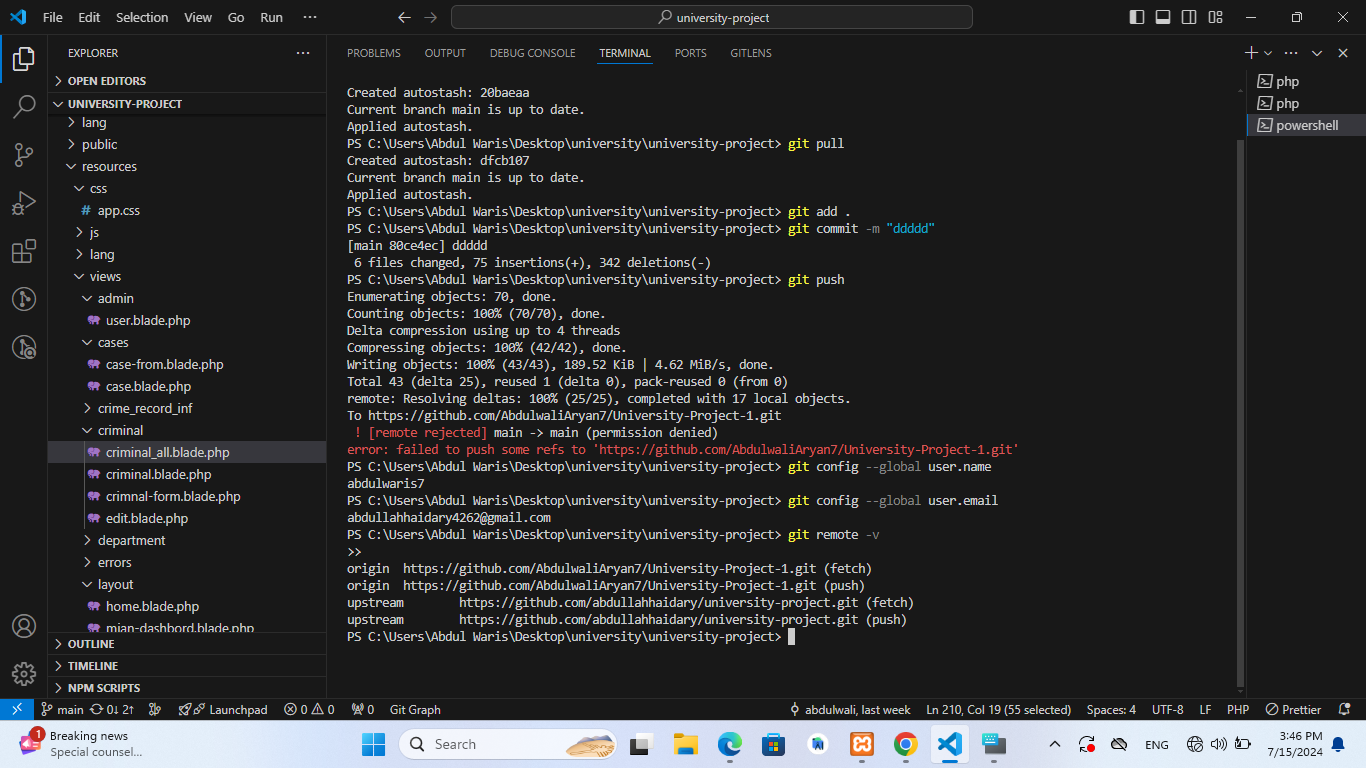 File Edit Selection View Go Run ··· university-project
EXPLORER ···
OPEN EDITORS
UNIVERSITY-PROJECT
lang
public
resources
css
# app.css
js
lang
views
admin
user.blade.php
cases
case-from.blade.php
case.blade.php
crime_record_inf
criminal
criminal_all.blade.php
criminal.blade.php
crimnal-form.blade.php
edit.blade.php
department
errors
layout
home.blade.php
mian-dashbord.blade.php
OUTLINE
TIMELINE
NPM SCRIPTS
PROBLEMS OUTPUT DEBUG CONSOLE TERMINAL PORTS GITLENS
Created autostash: 20baeaa
Current branch main is up to date.
Applied autostash.
PS C:\Users\Abdul Waris\Desktop\university\university-project> git pull
Created autostash: dfcb107
Current branch main is up to date.
Applied autostash.
PS C:\Users\Abdul Waris\Desktop\university\university-project> git add .
PS C:\Users\Abdul Waris\Desktop\university\university-project> git commit -m "ddddd"
[main 80ce4ec] ddddd
6 files changed, 75 insertions(+), 342 deletions(-)
PS C:\Users\Abdul Waris\Desktop\university\university-project> git push
Enumerating objects: 70, done.
Counting objects: 100% (70/70), done.
Delta compression using up to 4 threads
Compressing objects: 100% (42/42), done.
Writing objects: 100% (43/43), 189.52 KiB | 4.62 MiB/s, done.
Total 43 (delta 25), reused 1 (delta 0), pack-reused 0 (from 0)
remote: Resolving deltas: 100% (25/25), completed with 17 local objects.
To https://github.com/AbdulwaliAryan7/University-Project-1.git
! [remote rejected] main -> main (permission denied)
error: failed to push some refs to 'https://github.com/AbdulwaliAryan7/University-Project-1.git'
PS C:\Users\Abdul Waris\Desktop\university\university-project> git config --global user.name
abdulwaris7
PS C:\Users\Abdul Waris\Desktop\university\university-project> git config --global user.email
abdullahhaidary4262@gmail.com
PS C:\Users\Abdul Waris\Desktop\university\university-project> git remote -v
>>
origin https://github.com/AbdulwaliAryan7/University-Project-1.git (fetch)
origin https://github.com/AbdulwaliAryan7/University-Project-1.git (push)
upstream https://github.com/abdullahhaidary/university-project.git (fetch)
upstream https://github.com/abdullahhaidary/university-project.git (push)
PS C:\Users\Abdul Waris\Desktop\university\university-project>
php
php
powershell
main 0↓ 2↑ Launchpad 0 0 0 Git Graph abdulwali, last week Ln 210, Col 19 (55 selected) Spaces: 4 UTF-8 LF PHP Prettier
1 Breaking news
Special counsel...
Search
ENG
3:46 PM
7/15/2024